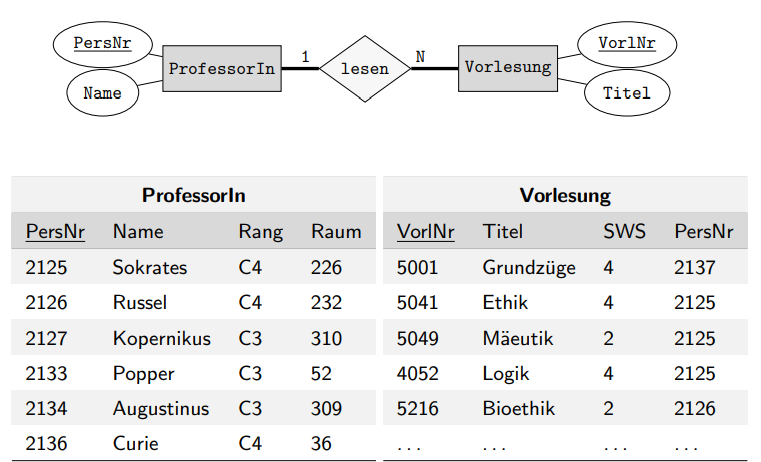 PersNr
Name
ProfessorIn
1
lesen
N
Vorlesung
VorlNr
Titel
ProfessorIn
PersNr Name Rang Raum
2125 Sokrates C4 226
2126 Russel C4 232
2127 Kopernikus C3 310
2133 Popper C3 52
2134 Augustinus C3 309
2136 Curie C4 36
Vorlesung
VorlNr Titel SWS PersNr
5001 Grundzüge 4 2137
5041 Ethik 4 2125
5049 Mäeutik 2 2125
4052 Logik 4 2125
5216 Bioethik 2 2126
... ... ... ...